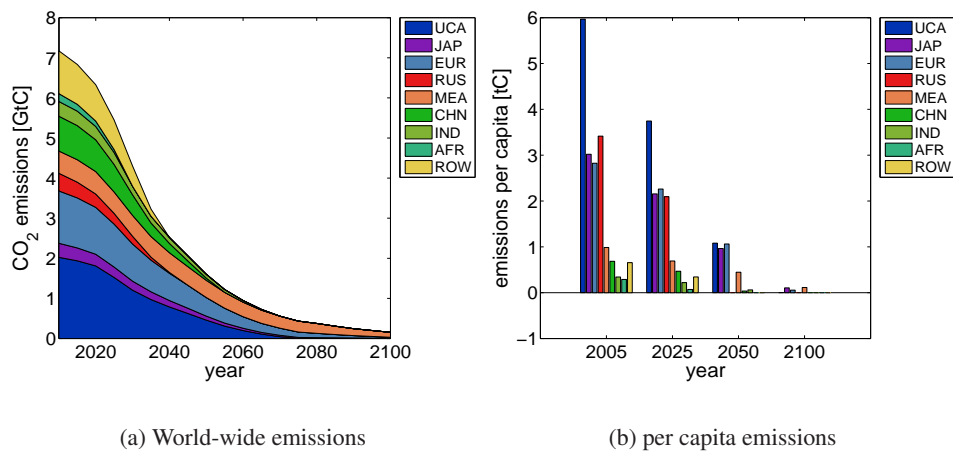 8
7
6
5
4
3
2
1
0
CO2 emissions [GtC]
2020 2040 2060 2080 2100
year
UCA
JAP
EUR
RUS
MEA
CHN
IND
AFR
ROW
(a) World-wide emissions
6
5
4
3
2
1
0
−1
emissions per capita [tC]
2005 2025 2050 2100
year
UCA
JAP
EUR
RUS
MEA
CHN
IND
AFR
ROW
(b) per capita emissions